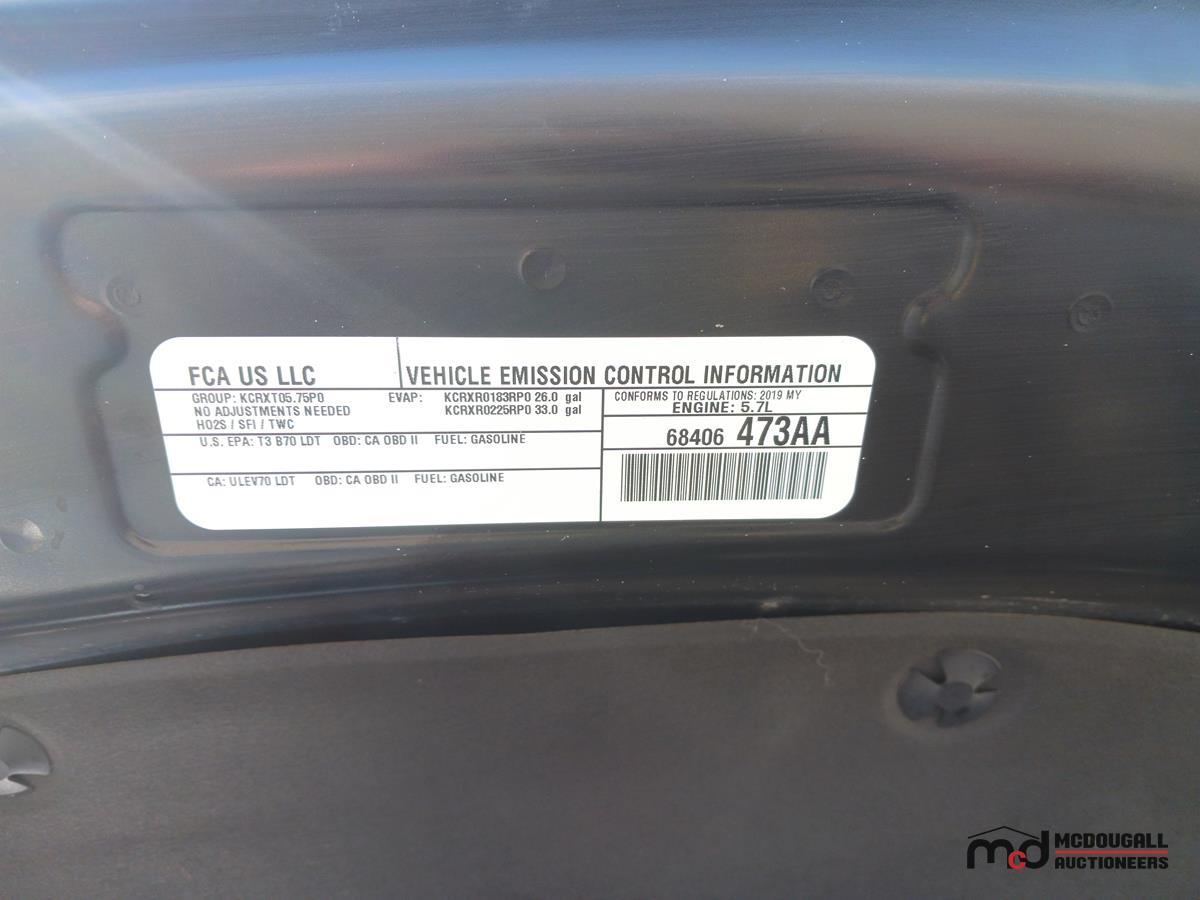 FCA US LLC
VEHICLE EMISSION CONTROL INFORMATION
GROUP: KCRXT05.75P0
NO ADJUSTMENTS NEEDED
HO2S / SFI / TWC
EVAP: KCRXR0183RP0 26.0 gal
KCRXR0225RP0 33.0 gal
CONFORMS TO REGULATIONS: 2019 MY
ENGINE: 5.7L
U.S. EPA: T3 B70 LDT OBD: CA OBD II FUEL: GASOLINE
68406 473AA
CA: ULEV70 LDT OBD: CA OBD II FUEL: GASOLINE
mcd
MCDOUGALL
AUCTIONEERS